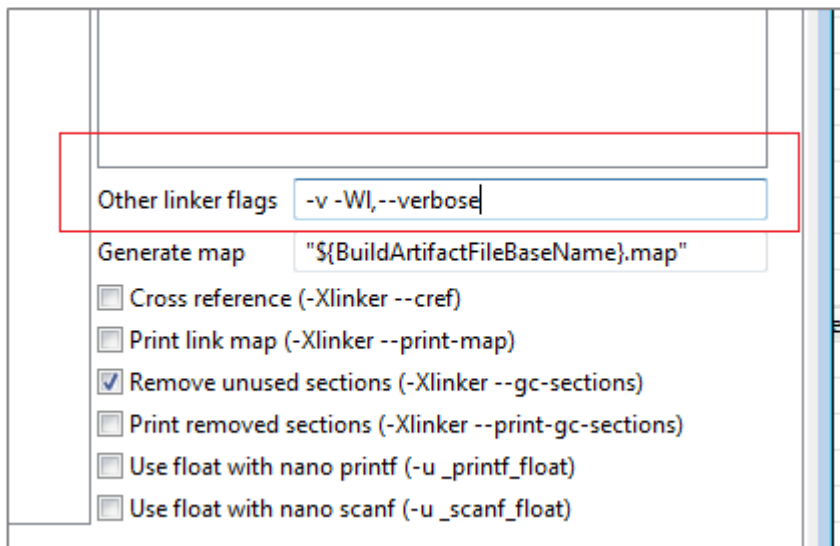 Other linker flags -v -Wl,--verbose
Generate map "${BuildArtifactFileBaseName}.map"
Cross reference (-Xlinker --cref)
Print link map (-Xlinker --print-map)
Remove unused sections (-Xlinker --gc-sections)
Print removed sections (-Xlinker --print-gc-sections)
Use float with nano printf (-u _printf_float)
Use float with nano scanf (-u _scanf_float)